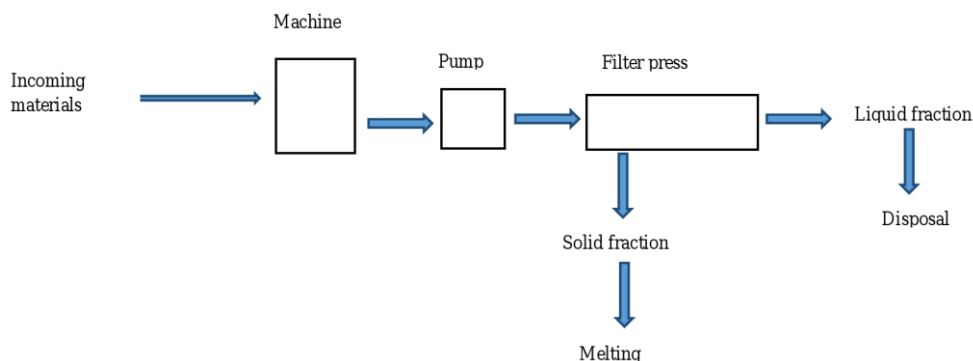 Machine
Pump
Filter press
Incoming
materials
Liquid fraction
Disposal
Solid fraction
Melting